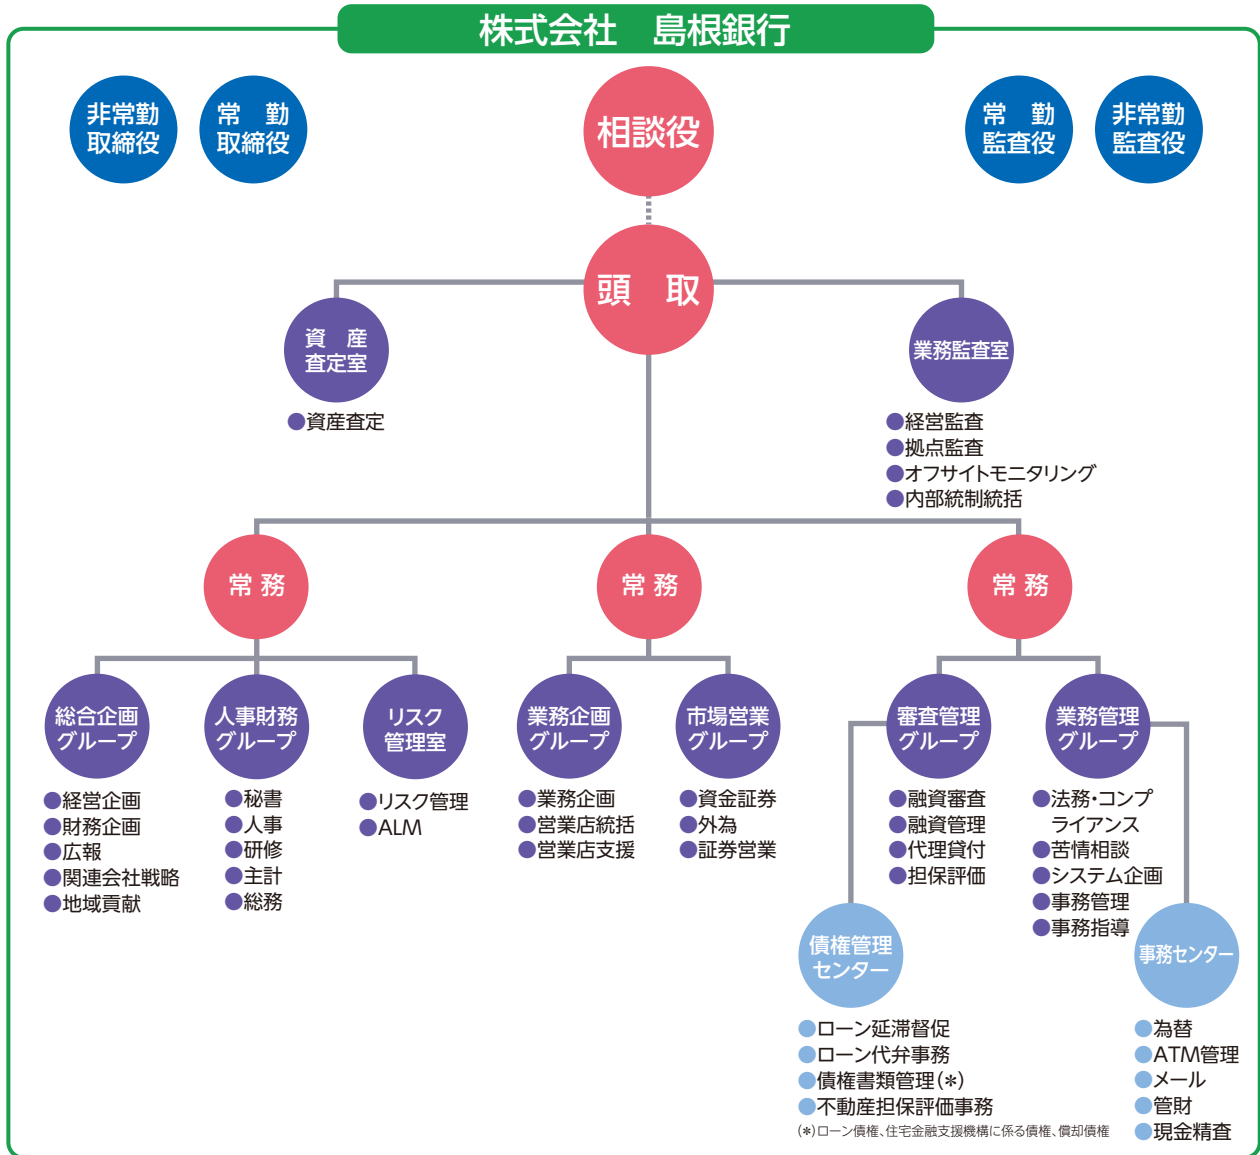 株式会社　島根銀行
非常勤
取締役
常　勤
取締役
相談役
常　勤
監査役
非常勤
監査役
頭　取
資　産
査定室
●資産査定
業務監査室
●経営監査
●拠点監査
●オフサイトモニタリング
●内部統制統括
常 務
常 務
常 務
総合企画
グループ
●経営企画
●財務企画
●広報
●関連会社戦略
●地域貢献
人事財務
グループ
●秘書
●人事
●研修
●主計
●総務
リスク
管理室
●リスク管理
●ALM
業務企画
グループ
●業務企画
●営業店統括
●営業店支援
市場営業
グループ
●資金証券
●外為
●証券営業
審査管理
グループ
●融資審査
●融資管理
●代理貸付
●担保評価
業務管理
グループ
●法務・コンプ
ライアンス
●苦情相談
●システム企画
●事務管理
●事務指導
債権管理
センター
●ローン延滞督促
●ローン代弁事務
●債権書類管理(＊)
●不動産担保評価事務
(＊)ローン債権、住宅金融支援機構に係る債権、償却債権
事務センター
●為替
●ATM管理
●メール
●管財
●現金精査